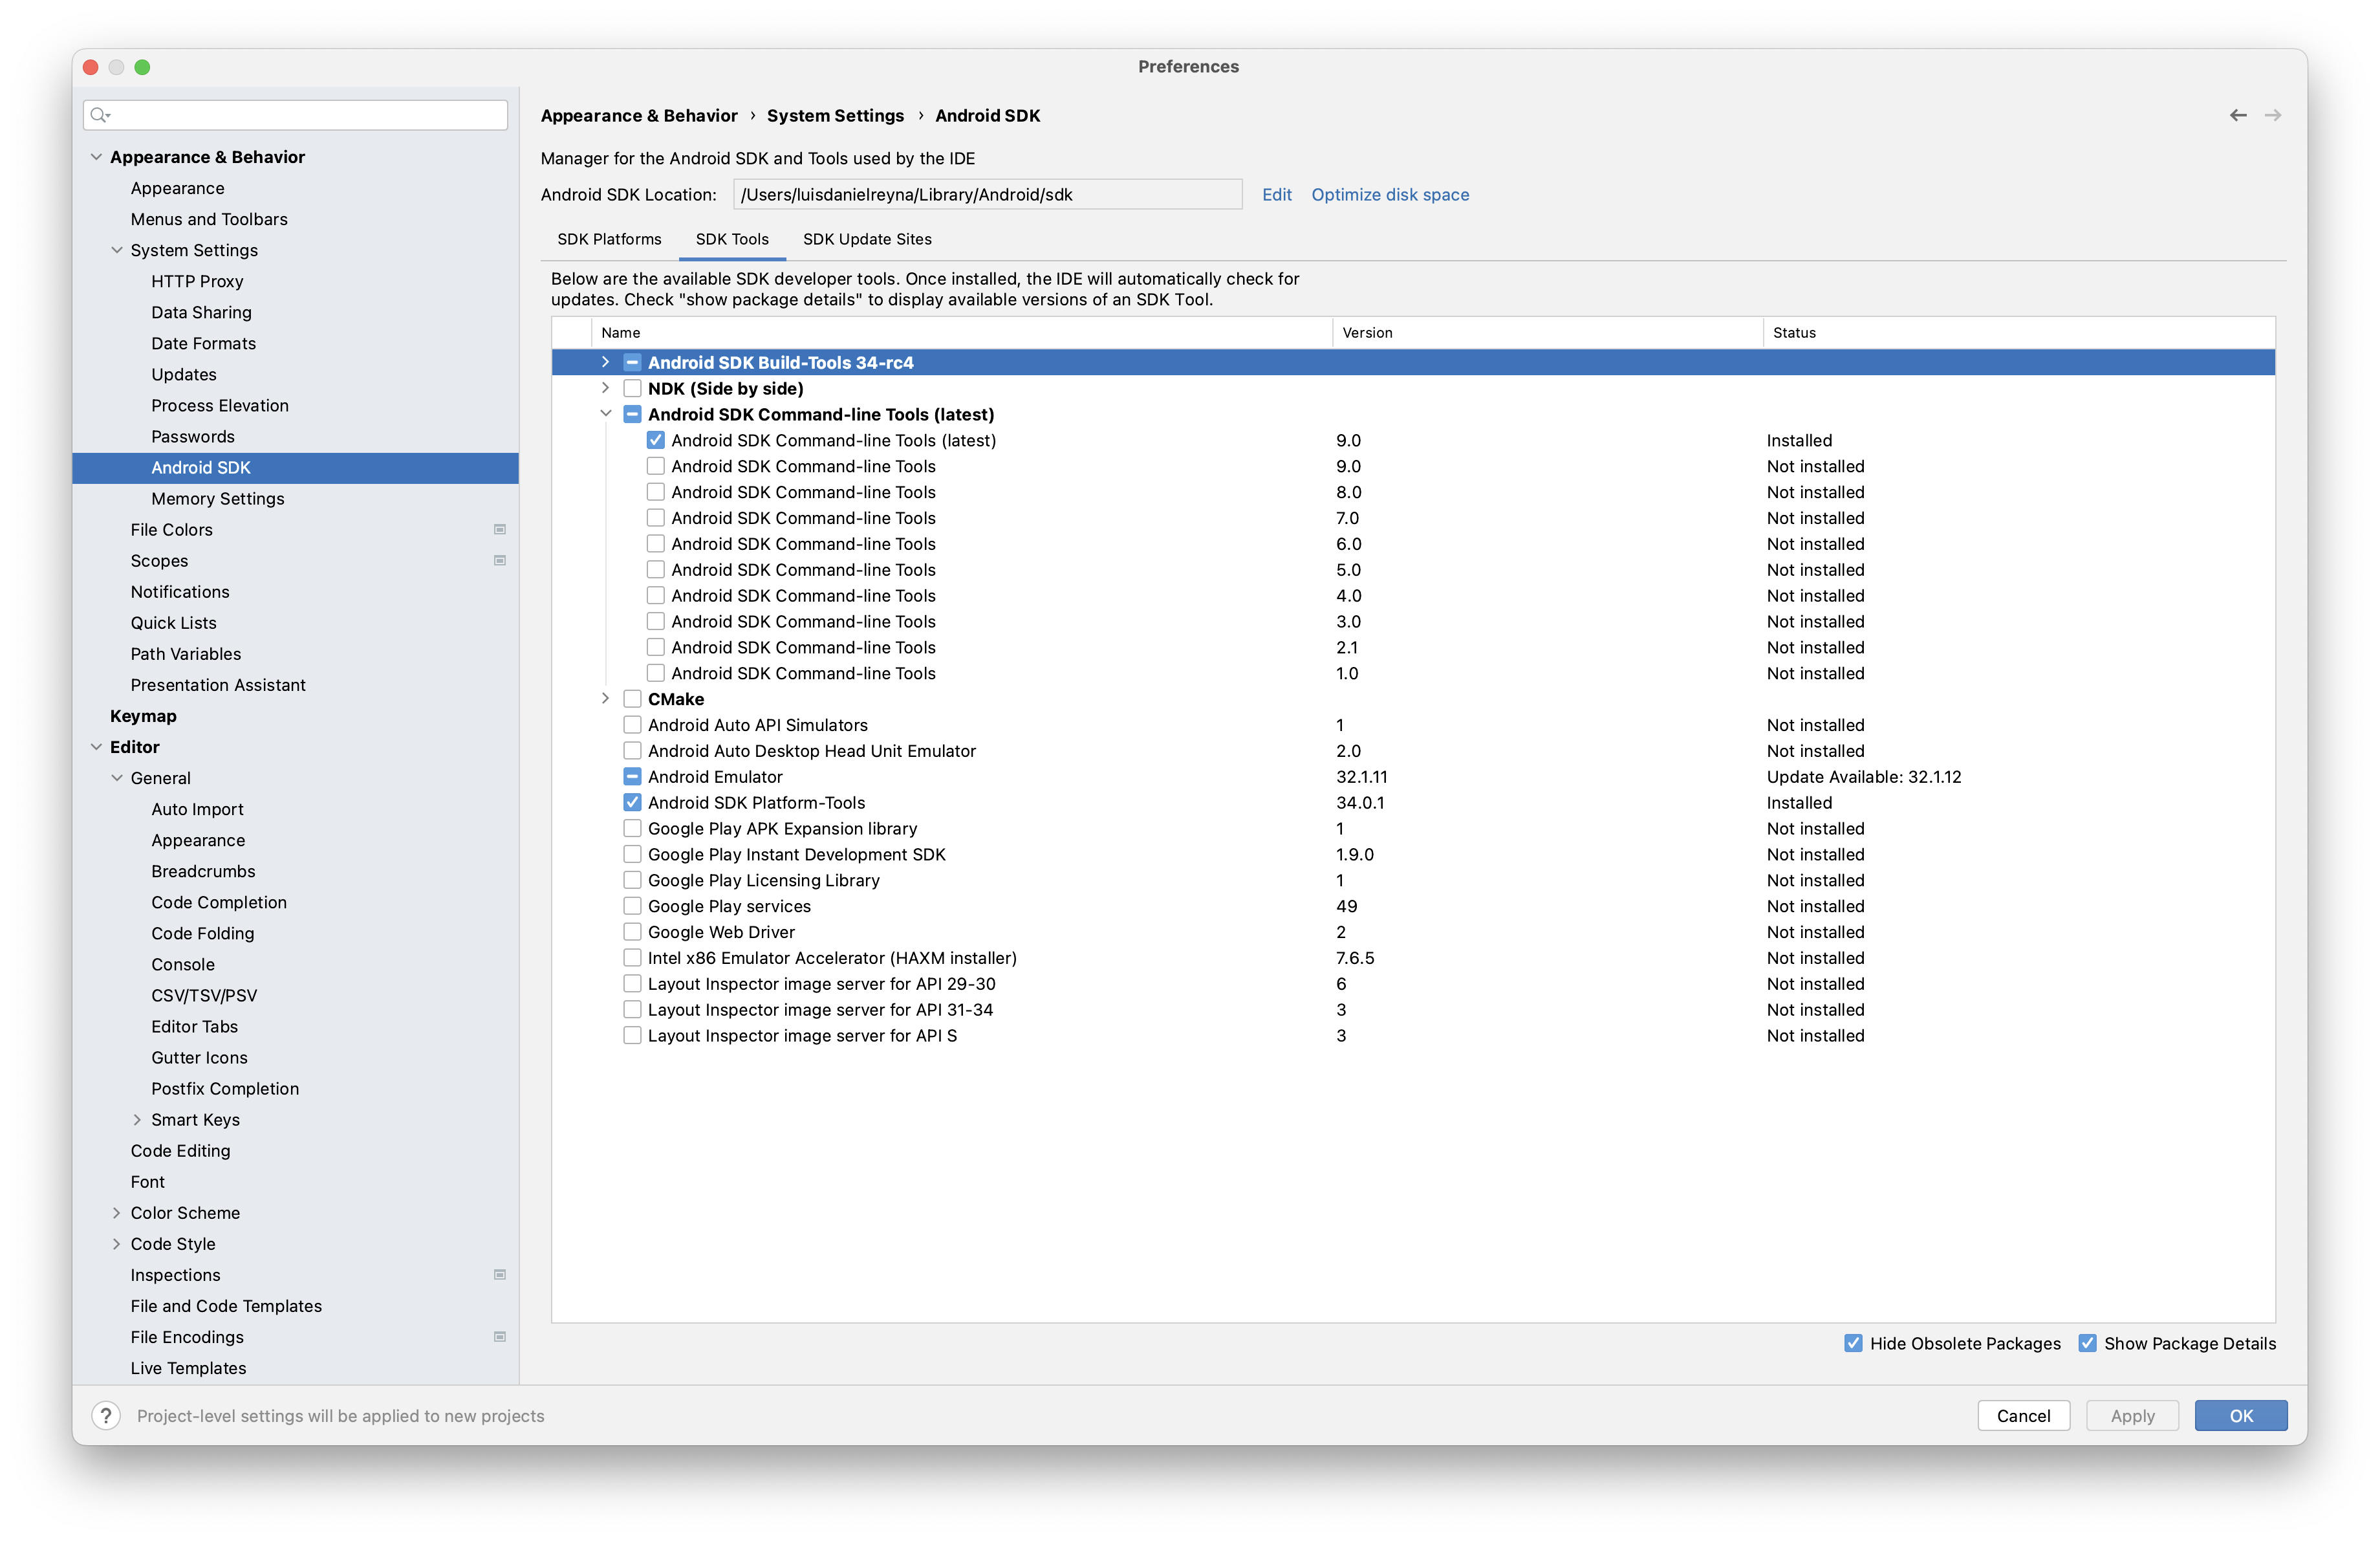 Preferences
Appearance & Behavior
Appearance
Menus and Toolbars
System Settings
HTTP Proxy
Data Sharing
Date Formats
Updates
Process Elevation
Passwords
Android SDK
Memory Settings
File Colors
Scopes
Notifications
Quick Lists
Path Variables
Presentation Assistant
Keymap
Editor
General
Auto Import
Appearance
Breadcrumbs
Code Completion
Code Folding
Console
CSV/TSV/PSV
Editor Tabs
Gutter Icons
Postfix Completion
Smart Keys
Code Editing
Font
Color Scheme
Code Style
Inspections
File and Code Templates
File Encodings
Live Templates
Appearance & Behavior › System Settings › Android SDK
Manager for the Android SDK and Tools used by the IDE
Android SDK Location: /Users/luisdanielreyna/Library/Android/sdk Edit Optimize disk space
SDK Platforms SDK Tools SDK Update Sites
Below are the available SDK developer tools. Once installed, the IDE will automatically check for
updates. Check "show package details" to display available versions of an SDK Tool.
Name Version Status
Android SDK Build-Tools 34-rc4
NDK (Side by side)
Android SDK Command-line Tools (latest)
Android SDK Command-line Tools (latest) 9.0 Installed
Android SDK Command-line Tools 9.0 Not installed
Android SDK Command-line Tools 8.0 Not installed
Android SDK Command-line Tools 7.0 Not installed
Android SDK Command-line Tools 6.0 Not installed
Android SDK Command-line Tools 5.0 Not installed
Android SDK Command-line Tools 4.0 Not installed
Android SDK Command-line Tools 3.0 Not installed
Android SDK Command-line Tools 2.1 Not installed
Android SDK Command-line Tools 1.0 Not installed
CMake
Android Auto API Simulators 1 Not installed
Android Auto Desktop Head Unit Emulator 2.0 Not installed
Android Emulator 32.1.11 Update Available: 32.1.12
Android SDK Platform-Tools 34.0.1 Installed
Google Play APK Expansion library 1 Not installed
Google Play Instant Development SDK 1.9.0 Not installed
Google Play Licensing Library 1 Not installed
Google Play services 49 Not installed
Google Web Driver 2 Not installed
Intel x86 Emulator Accelerator (HAXM installer) 7.6.5 Not installed
Layout Inspector image server for API 29-30 6 Not installed
Layout Inspector image server for API 31-34 3 Not installed
Layout Inspector image server for API S 3 Not installed
Hide Obsolete Packages Show Package Details
? Project-level settings will be applied to new projects
Cancel Apply OK